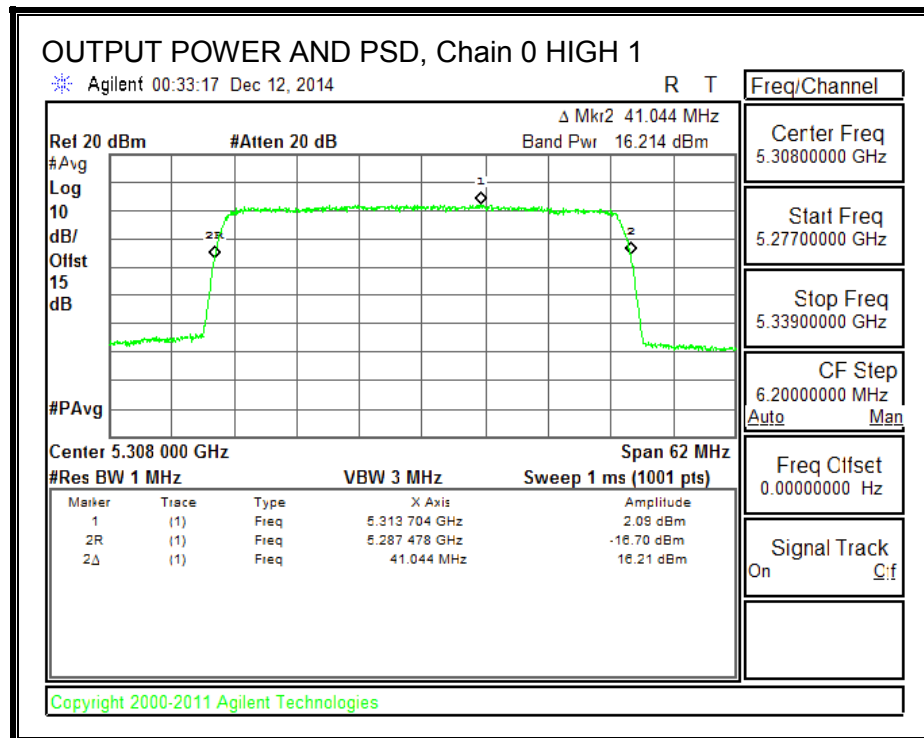 OUTPUT POWER AND PSD, Chain 0 HIGH 1
Agilent 00:33:17 Dec 12, 2014 R T
Freq/Channel
Δ Mkr2 41.044 MHz
Ref 20 dBm #Atten 20 dB Band Pwr 16.214 dBm
#Avg
Log
10
dB/
Offst
15
dB
1
2R
2
#PAvg
Center 5.308 000 GHz Span 62 MHz
#Res BW 1 MHz VBW 3 MHz Sweep 1 ms (1001 pts)
Marker Trace Type X Axis Amplitude
1 (1) Freq 5.313 704 GHz 2.09 dBm
2R (1) Freq 5.287 478 GHz -16.70 dBm
2Δ (1) Freq 41.044 MHz 16.21 dBm
Center Freq
5.30800000 GHz
Start Freq
5.27700000 GHz
Stop Freq
5.33900000 GHz
CF Step
6.20000000 MHz
Auto Man
Freq Offset
0.00000000 Hz
Signal Track
On Off
Copyright 2000-2011 Agilent Technologies